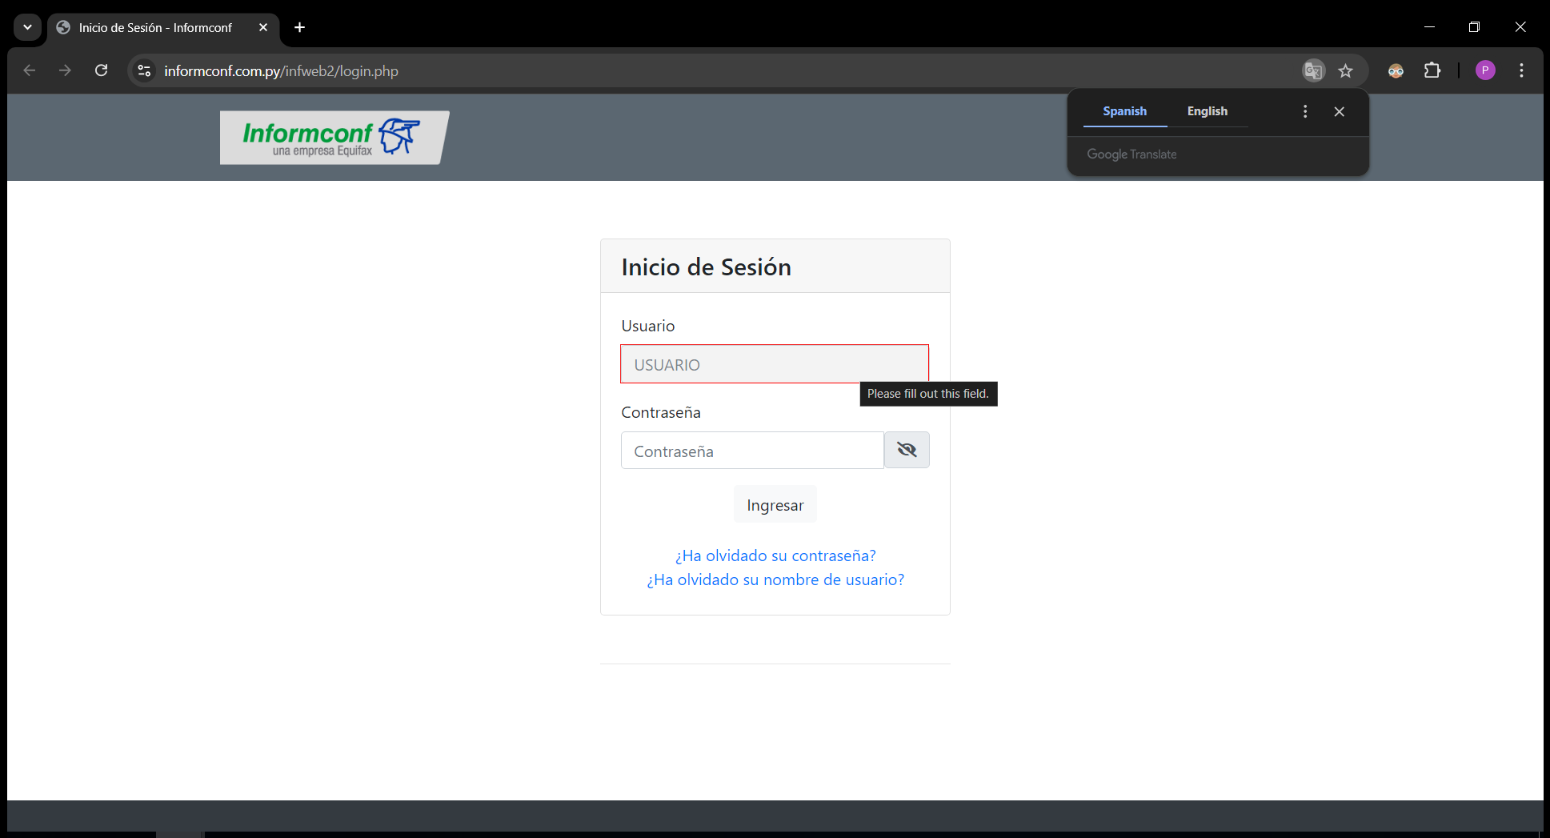 Inicio de Sesión - Informconf
informconf.com.py/infweb2/login.php
P
Spanish English
Google Translate
Informconf
una empresa Equifax
Inicio de Sesión
Usuario
USUARIO
Please fill out this field.
Contraseña
Contraseña
Ingresar
¿Ha olvidado su contraseña?
¿Ha olvidado su nombre de usuario?